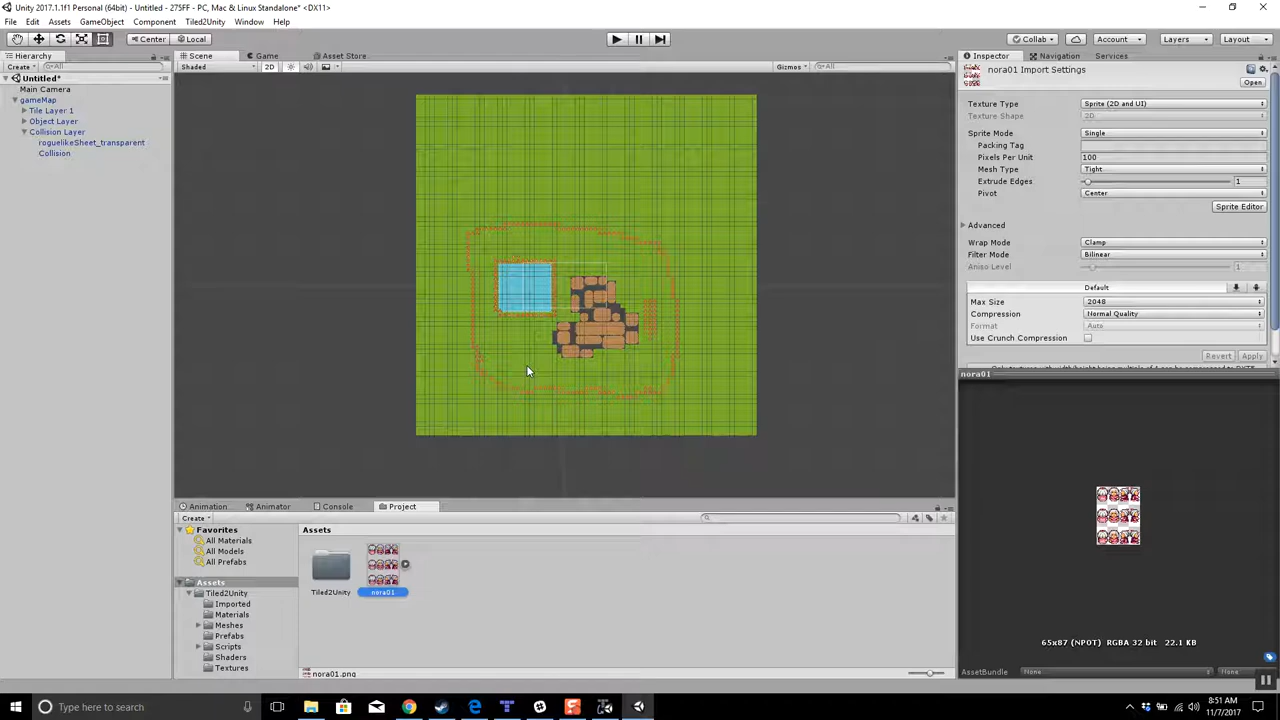 Unity 2017.1.1f1 Personal (64bit) - Untitled - 275FF - PC, Mac & Linux Standalone* <DX11>
File Edit Assets GameObject Component Tiled2Unity Window Help
Center Local
Collab Account Layers Layout
Hierarchy
Create All
Untitled*
Main Camera
gameMap
Tile Layer 1
Object Layer
Collision Layer
roguelikeSheet_transparent
Collision
Scene Game Asset Store
Shaded 2D Gizmos All
Inspector Navigation Services
nora01 Import Settings
Open
Texture Type Sprite (2D and UI)
Texture Shape 2D
Sprite Mode Single
Packing Tag
Pixels Per Unit 100
Mesh Type Tight
Extrude Edges 1
Pivot Center
Sprite Editor
Advanced
Wrap Mode Clamp
Filter Mode Bilinear
Aniso Level 1
Default
Max Size 2048
Compression Normal Quality
Format Auto
Use Crunch Compression
Revert Apply
nora01
65x87 (NPOT) RGBA 32 bit 22.1 KB
AssetBundle None None
Animation Animator Console Project
Create
Favorites
All Materials
All Models
All Prefabs
Assets
Tiled2Unity
Imported
Materials
Meshes
Prefabs
Scripts
Shaders
Textures
Assets
Tiled2Unity nora01
nora01.png
Type here to search
8:51 AM
11/7/2017